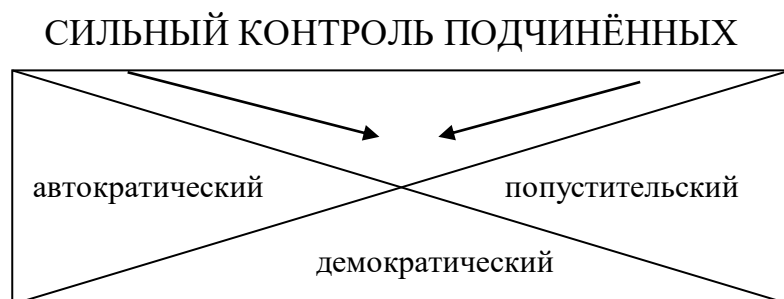 СИЛЬНЫЙ КОНТРОЛЬ ПОДЧИНЁННЫХ
автократический попустительский
демократический